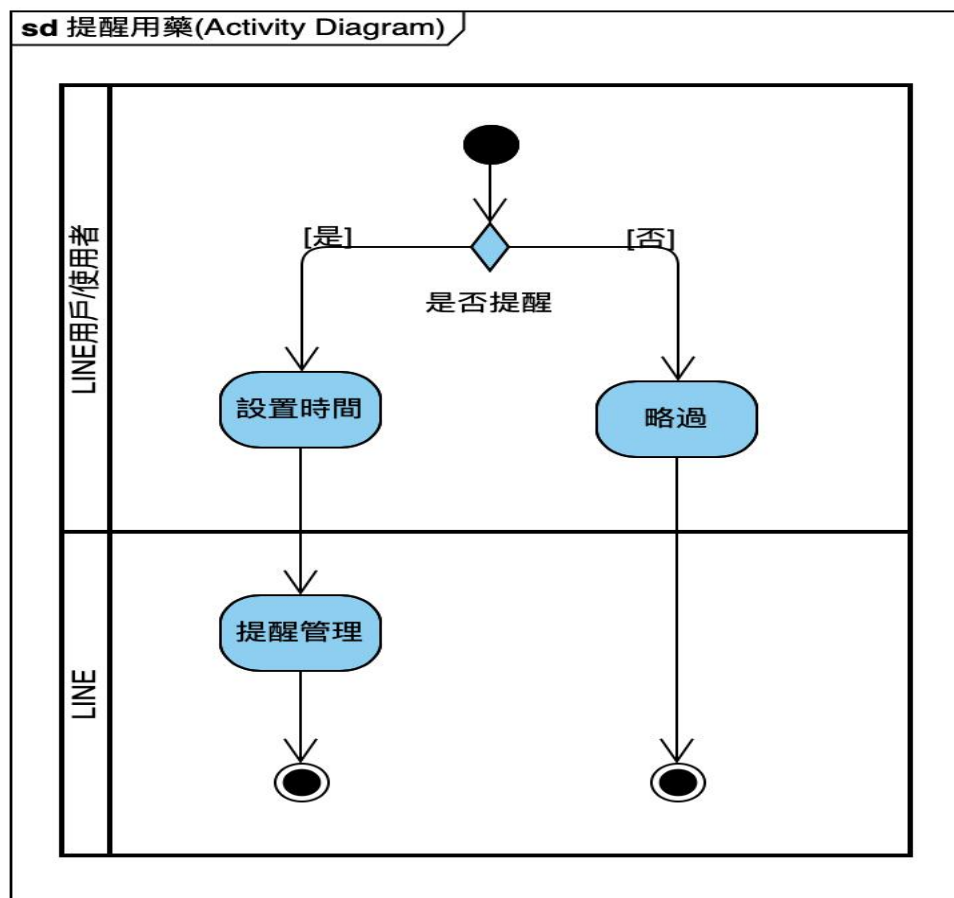 sd 提醒用藥(Activity Diagram)
LINE用戶/使用者
[是]
[否]
是否提醒
設置時間
略過
LINE
提醒管理